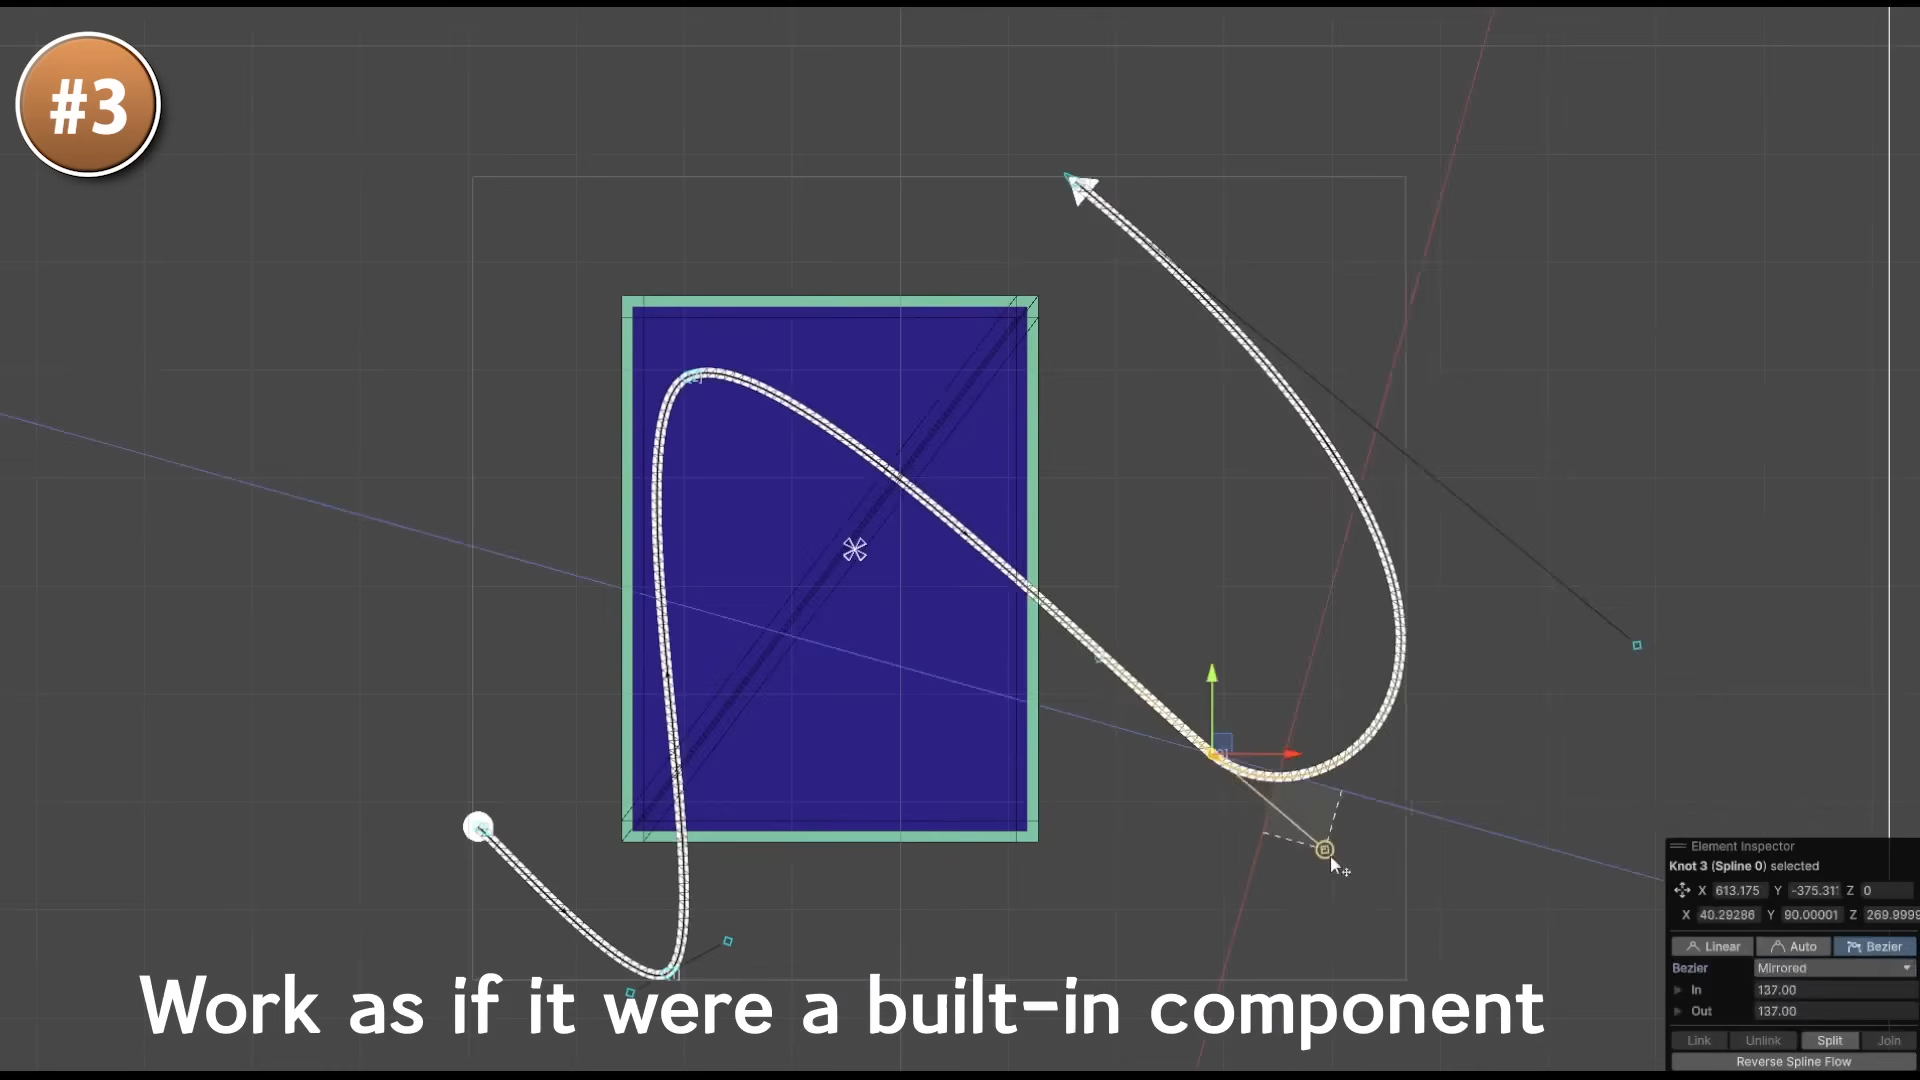 #3
Element Inspector
Knot 3 (Spline 0) selected
X 613.175 Y -375.31 Z 0
X 40.29286 Y 90.00001 Z 269.9999
Linear Auto Bezier
Bezier Mirrored
In 137.00
Out 137.00
Link Unlink Split Join
Reverse Spline Flow
Work as if it were a built-in component